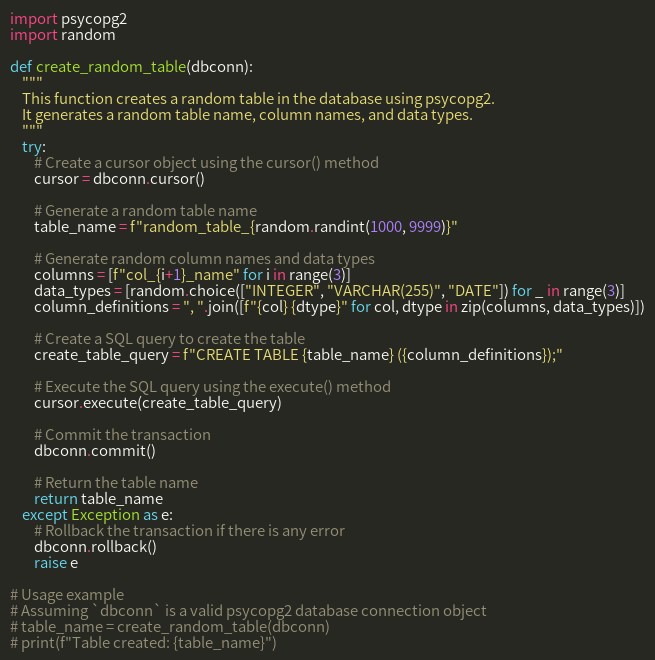 import psycopg2
import random

def create_random_table(dbconn):
    """
    This function creates a random table in the database using psycopg2.
    It generates a random table name, column names, and data types.
    """
    try:
        # Create a cursor object using the cursor() method
        cursor = dbconn.cursor()

        # Generate a random table name
        table_name = f"random_table_{random.randint(1000, 9999)}"

        # Generate random column names and data types
        columns = [f"col_{i+1}_name" for i in range(3)]
        data_types = [random.choice(["INTEGER", "VARCHAR(255)", "DATE"]) for _ in range(3)]
        column_definitions = ", ".join([f"{col} {dtype}" for col, dtype in zip(columns, data_types)])

        # Create a SQL query to create the table
        create_table_query = f"CREATE TABLE {table_name} ({column_definitions});"

        # Execute the SQL query using the execute() method
        cursor.execute(create_table_query)

        # Commit the transaction
        dbconn.commit()

        # Return the table name
        return table_name
    except Exception as e:
        # Rollback the transaction if there is any error
        dbconn.rollback()
        raise e

# Usage example
# Assuming `dbconn` is a valid psycopg2 database connection object
# table_name = create_random_table(dbconn)
# print(f"Table created: {table_name}")